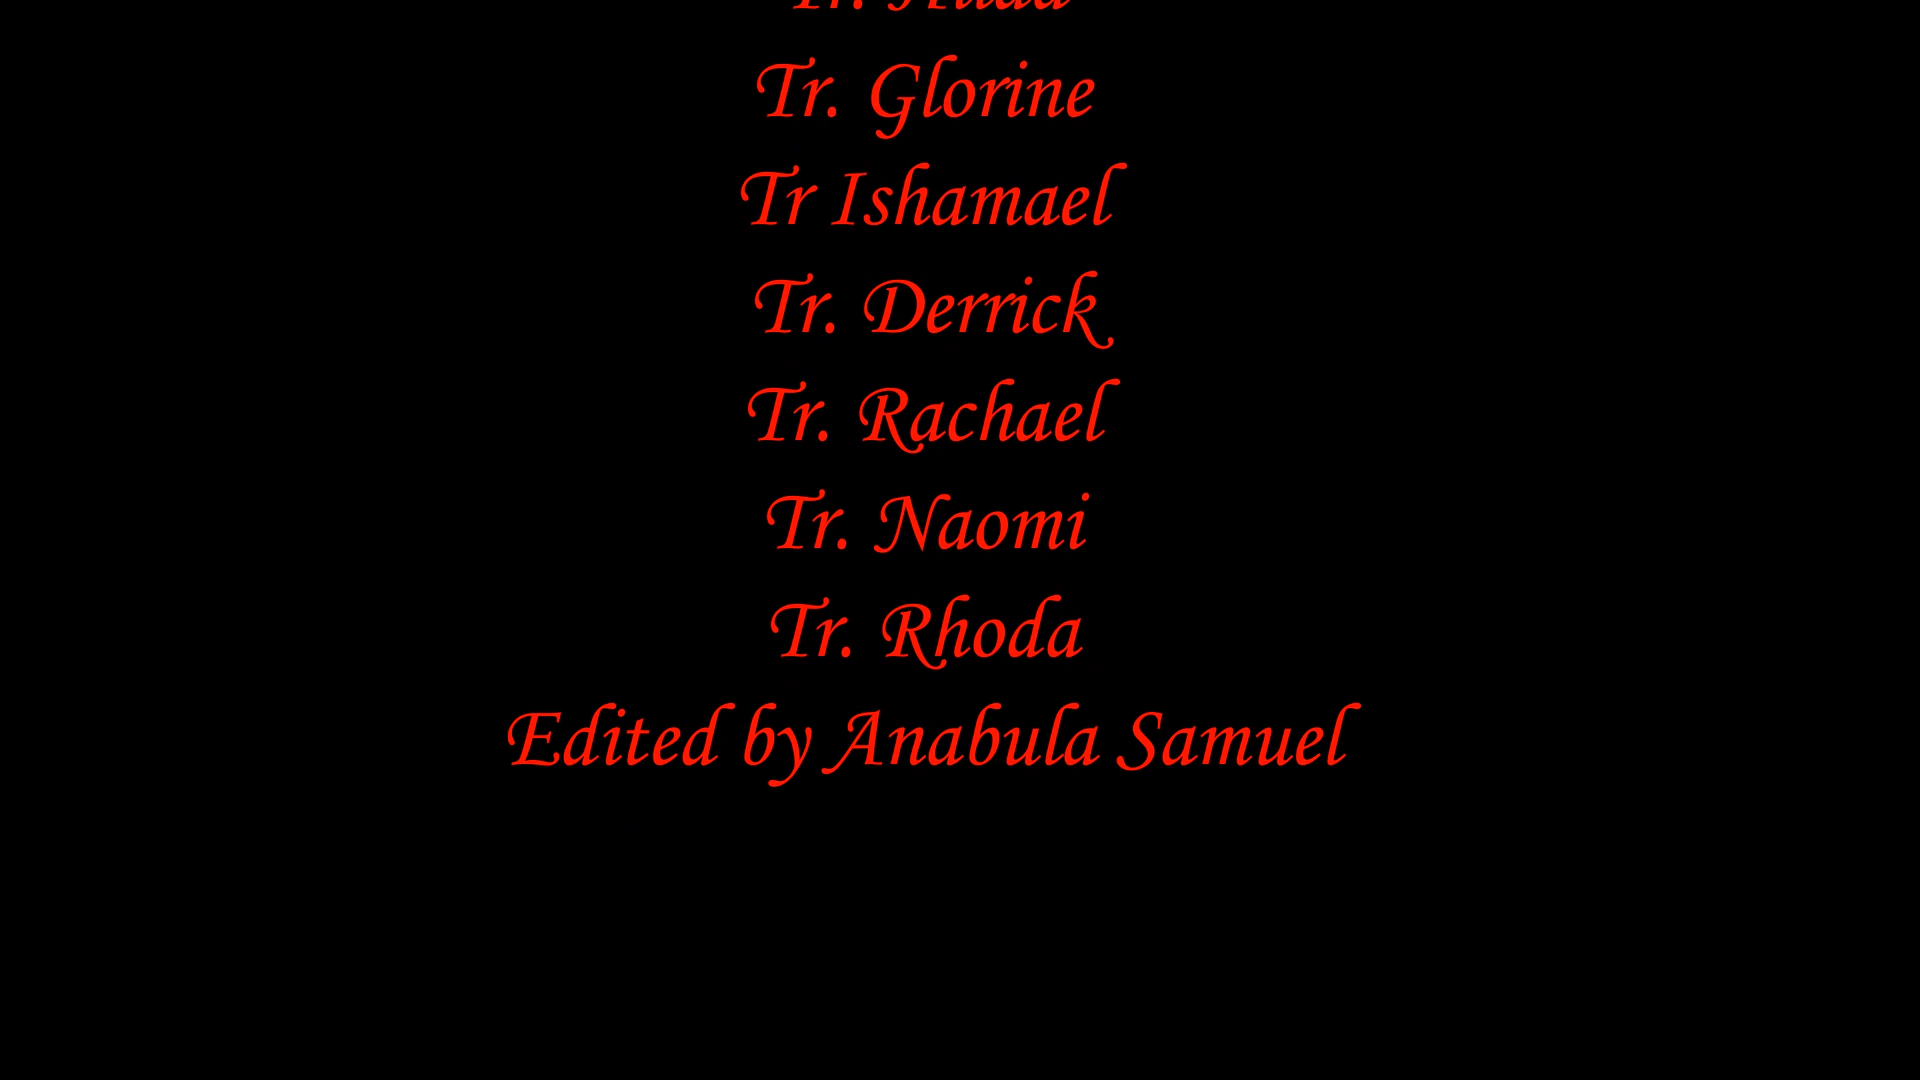 Tr. Glorine
Tr Ishamael
Tr. Derrick
Tr. Rachael
Tr. Naomi
Tr. Rhoda
Edited by Anabula Samuel